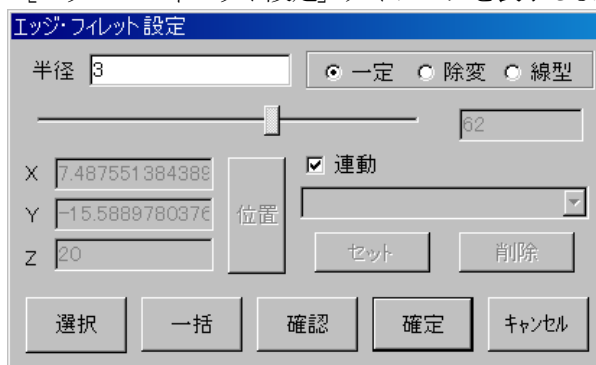 エッジ・フィレット設定
半径 3 一定 除変 線型
62
X 7.487551384389
連動
Y -15.5889780376
位置
Z 20
セット 削除
選択 一括 確認 確定 キャンセル